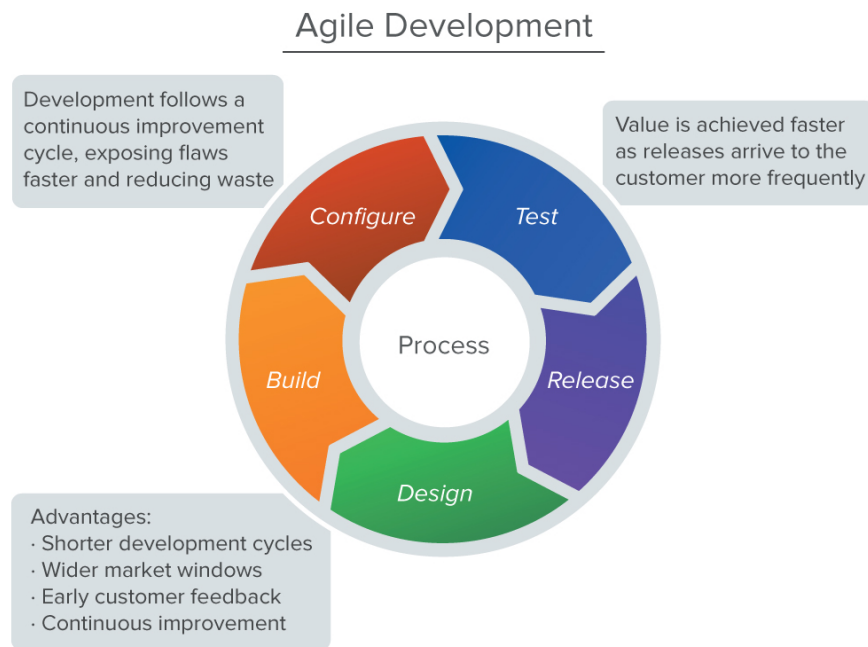 Agile Development
Development follows a
continuous improvement
cycle, exposing flaws
faster and reducing waste
Value is achieved faster
as releases arrive to the
customer more frequently
Configure
Test
Process
Build
Release
Design
Advantages:
· Shorter development cycles
· Wider market windows
· Early customer feedback
· Continuous improvement